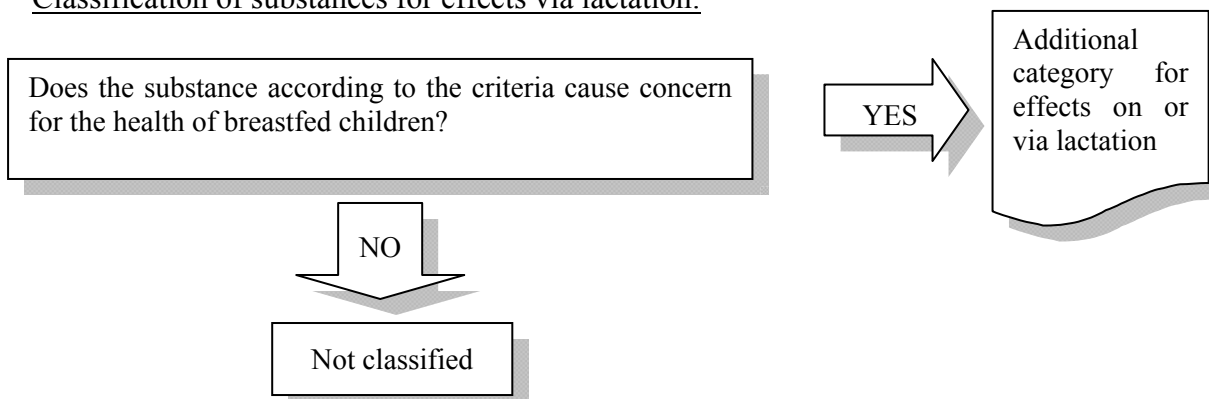 Classification of substances for effects via lactation:
Does the substance according to the criteria cause concern
for the health of breastfed children?
YES
Additional
category for
effects on or
via lactation
NO
Not classified